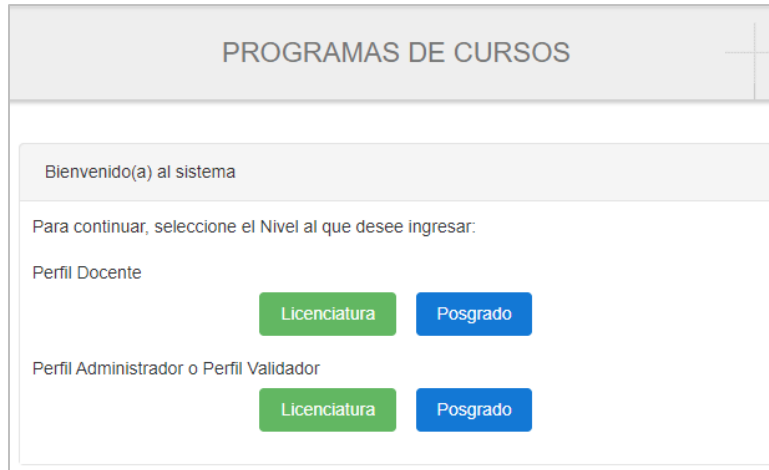 PROGRAMAS DE CURSOS
Bienvenido(a) al sistema
Para continuar, seleccione el Nivel al que desee ingresar:
Perfil Docente
Licenciatura Posgrado
Perfil Administrador o Perfil Validador
Licenciatura Posgrado